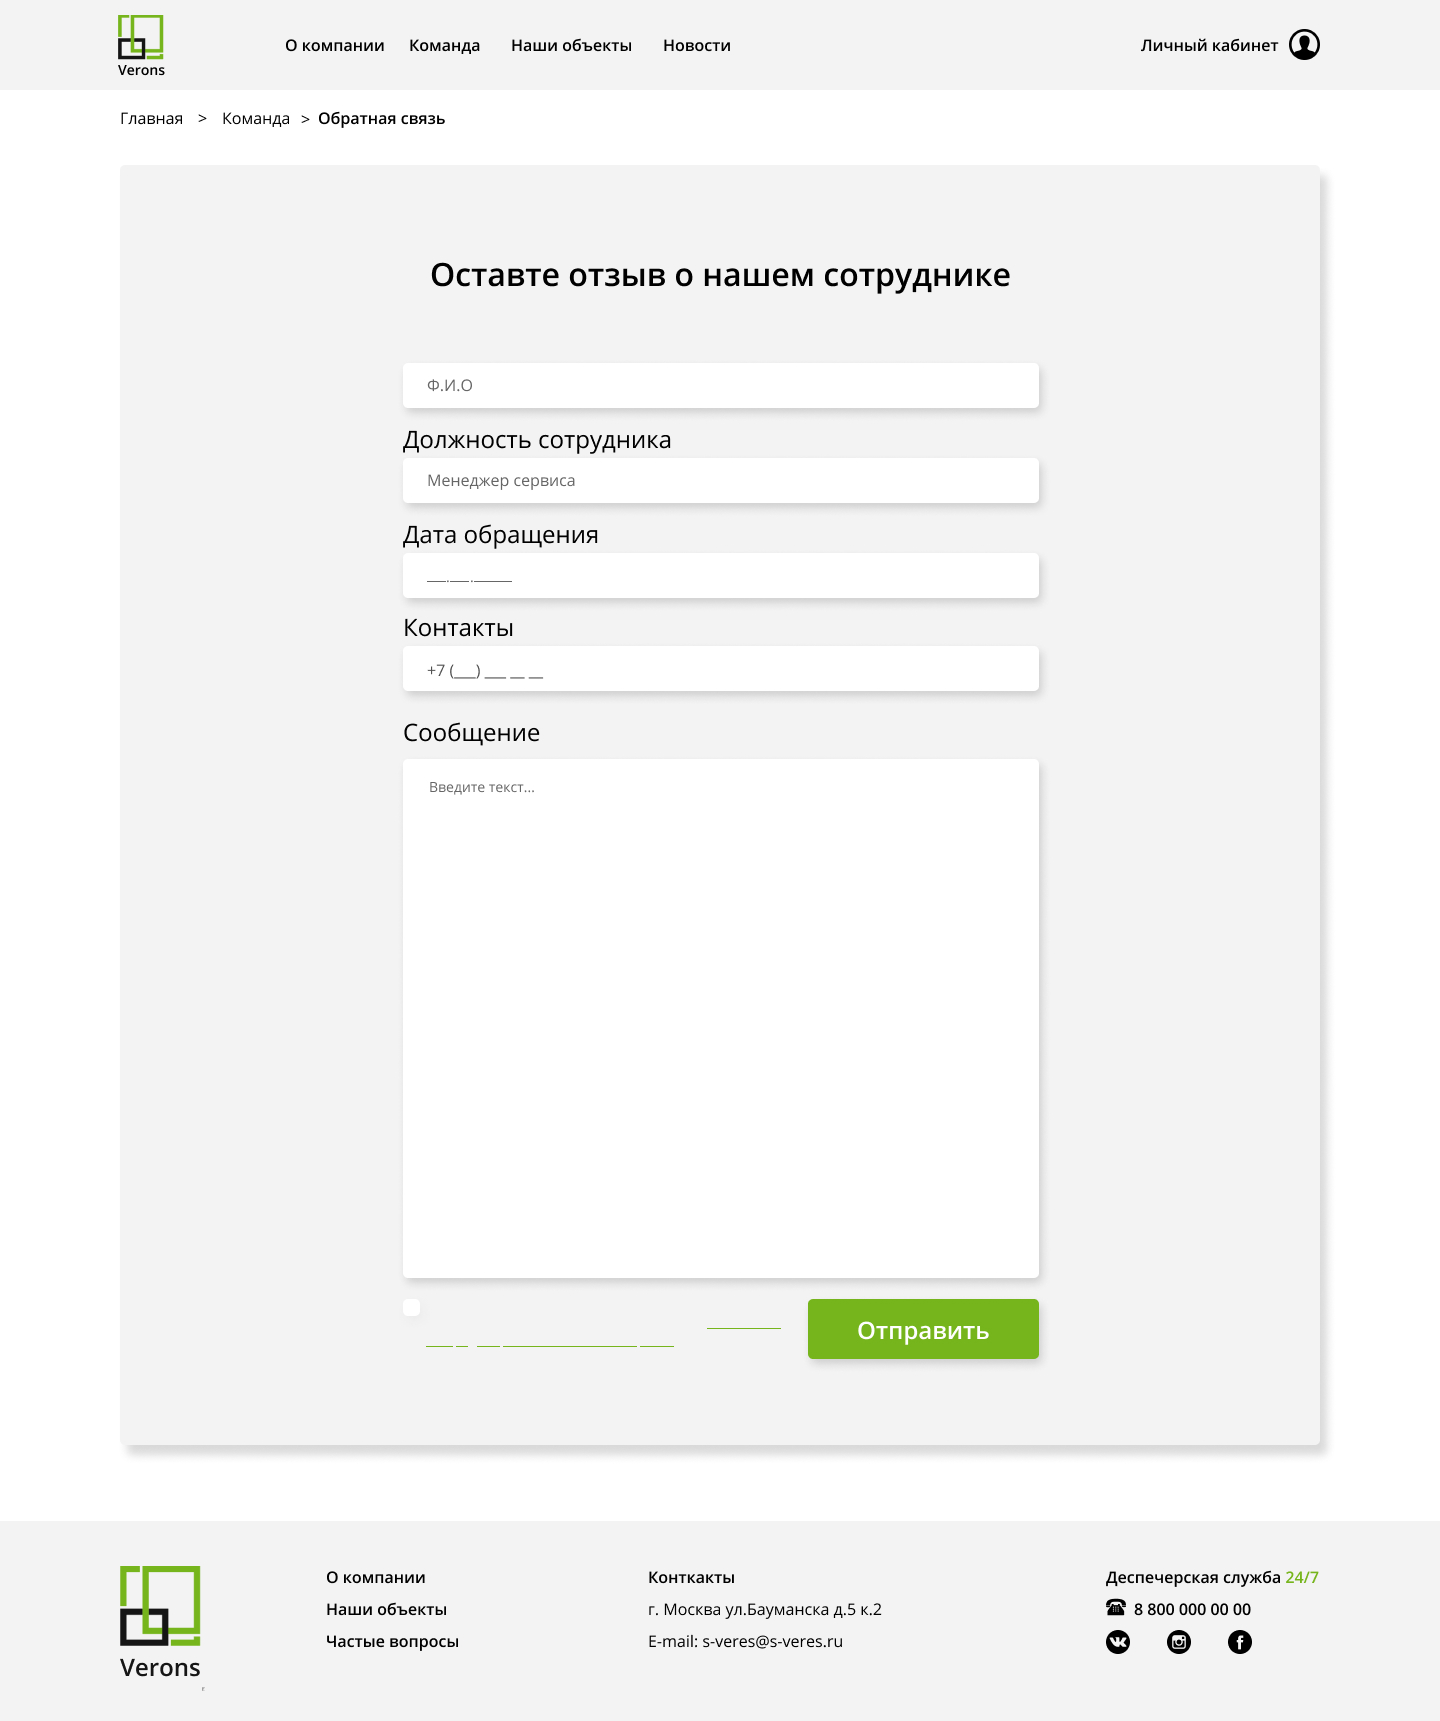 Verons
О компании Команда Наши объекты Новости Личный кабинет
Главная > Команда > Обратная связь
Оставте отзыв о нашем сотруднике
Ф.И.О
Должность сотрудника
Менеджер сервиса
Дата обращения
__.__.____
Контакты
+7 (___) ___ __ __
Сообщение
Введите текст...
Отправить
Verons
О компании
Наши объекты
Частые вопросы
Конткакты
г. Москва ул.Бауманска д.5 к.2
E-mail: s-veres@s-veres.ru
Деспечерская служба 24/7
8 800 000 00 00